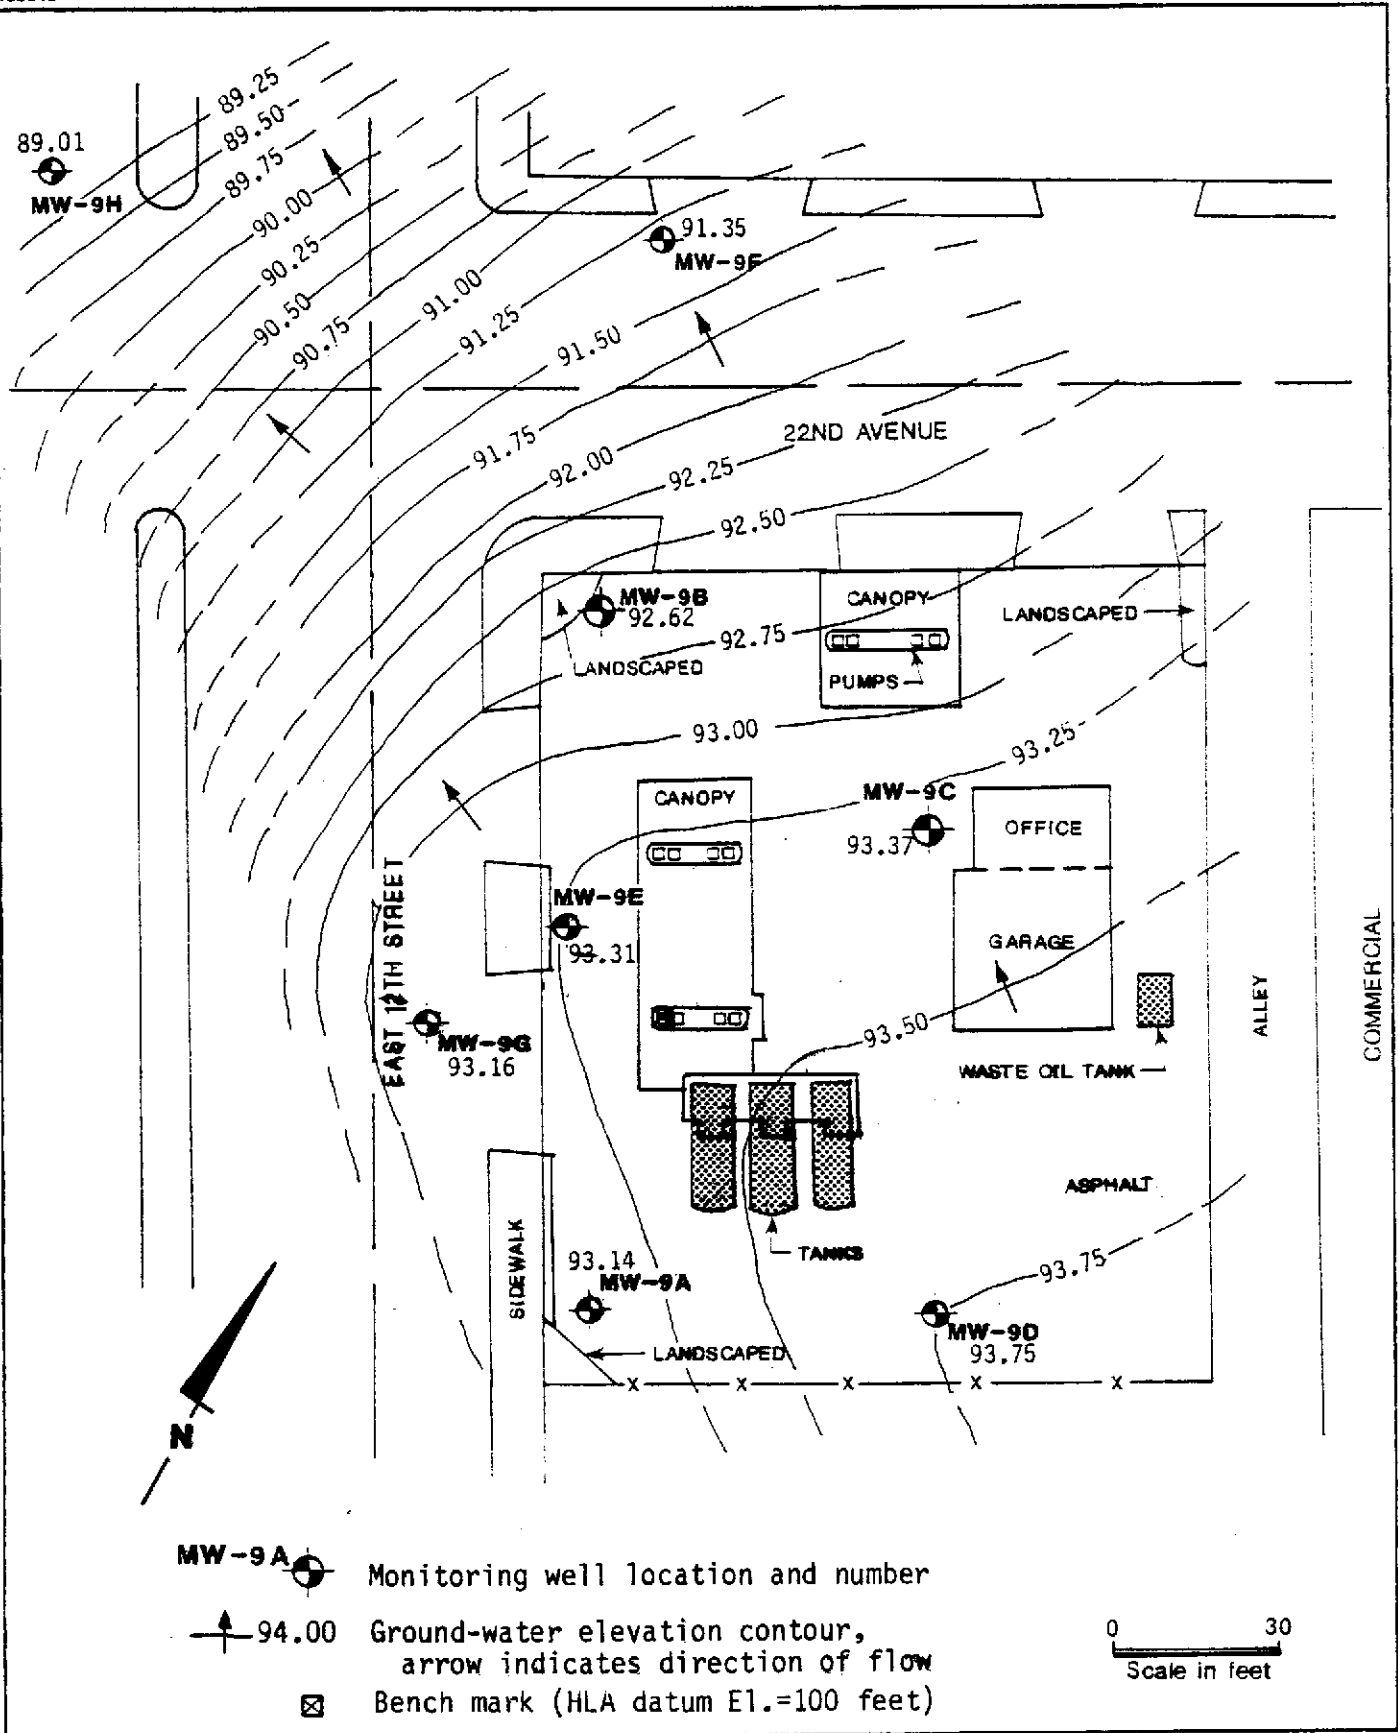 89.25
89.50
89.01
89.75
MW-9H
90.00
91.35
MW-9F
90.25
91.00
90.50
90.75
91.25
91.50
22ND AVENUE
91.75
92.00
92.25
92.50
MW-9B
92.62
CANOPY
LANDSCAPED
92.75
LANDSCAPED
PUMPS
93.00
93.25
CANOPY
MW-9C
93.37
OFFICE
EAST 12TH STREET
MW-9E
93.31
GARAGE
COMMERCIAL
ALLEY
93.50
MW-9G
93.16
WASTE OIL TANK
ASPHALT
SIDEWALK
TANKS
93.14
MW-9A
93.75
MW-9D
93.75
LANDSCAPED
x x x x x
N
MW-9A Monitoring well location and number
94.00 Ground-water elevation contour,
arrow indicates direction of flow
Bench mark (HLA datum El.=100 feet)
0 30
Scale in feet